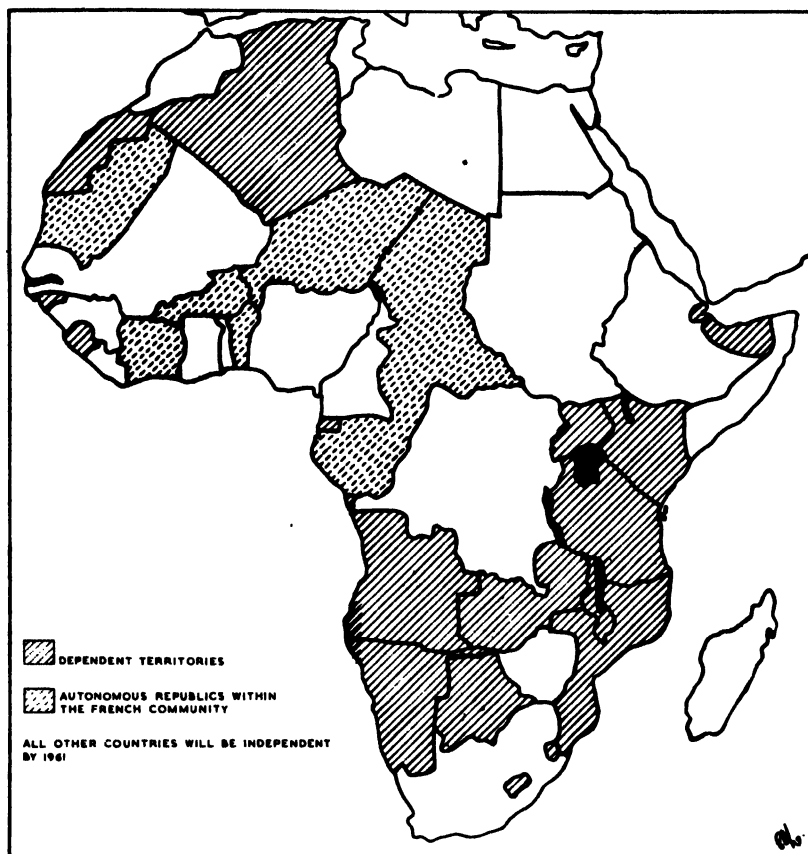 DEPENDENT TERRITORIES
AUTONOMOUS REPUBLICS WITHIN
THE FRENCH COMMUNITY
ALL OTHER COUNTRIES WILL BE INDEPENDENT
BY 1961